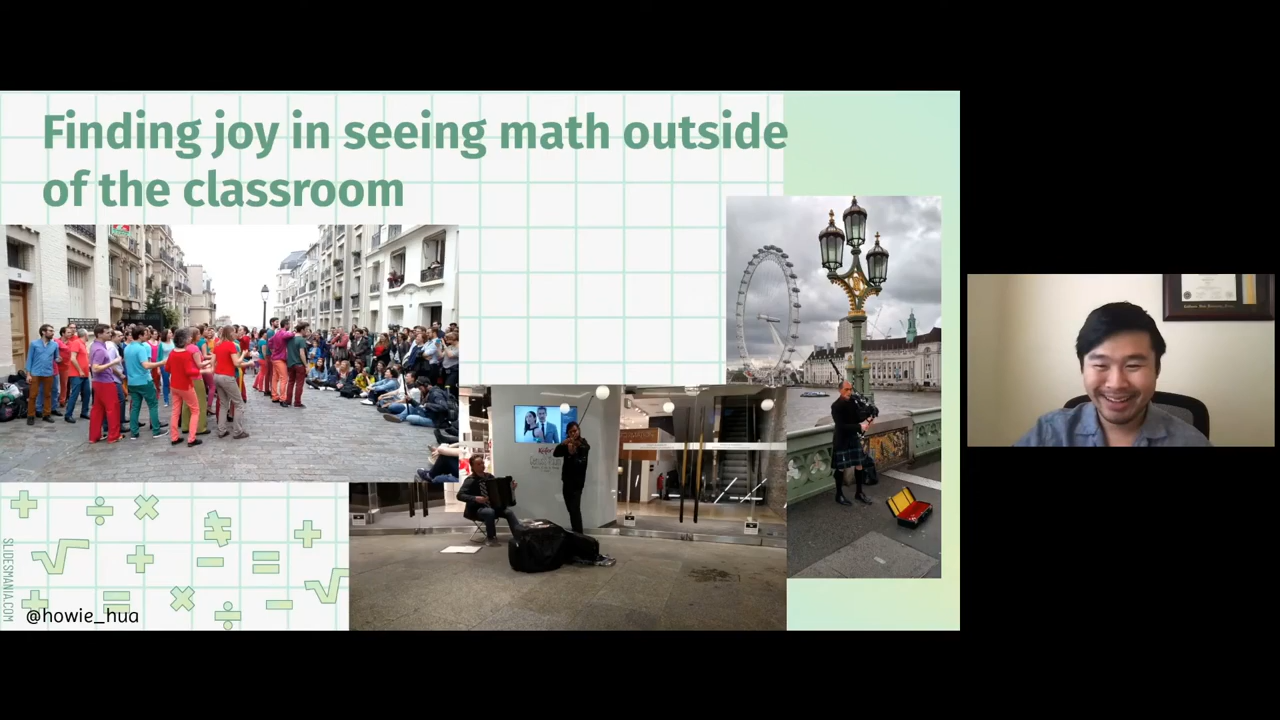 Finding joy in seeing math outside
of the classroom
SLIDESMANIA.COM
@howie_hua